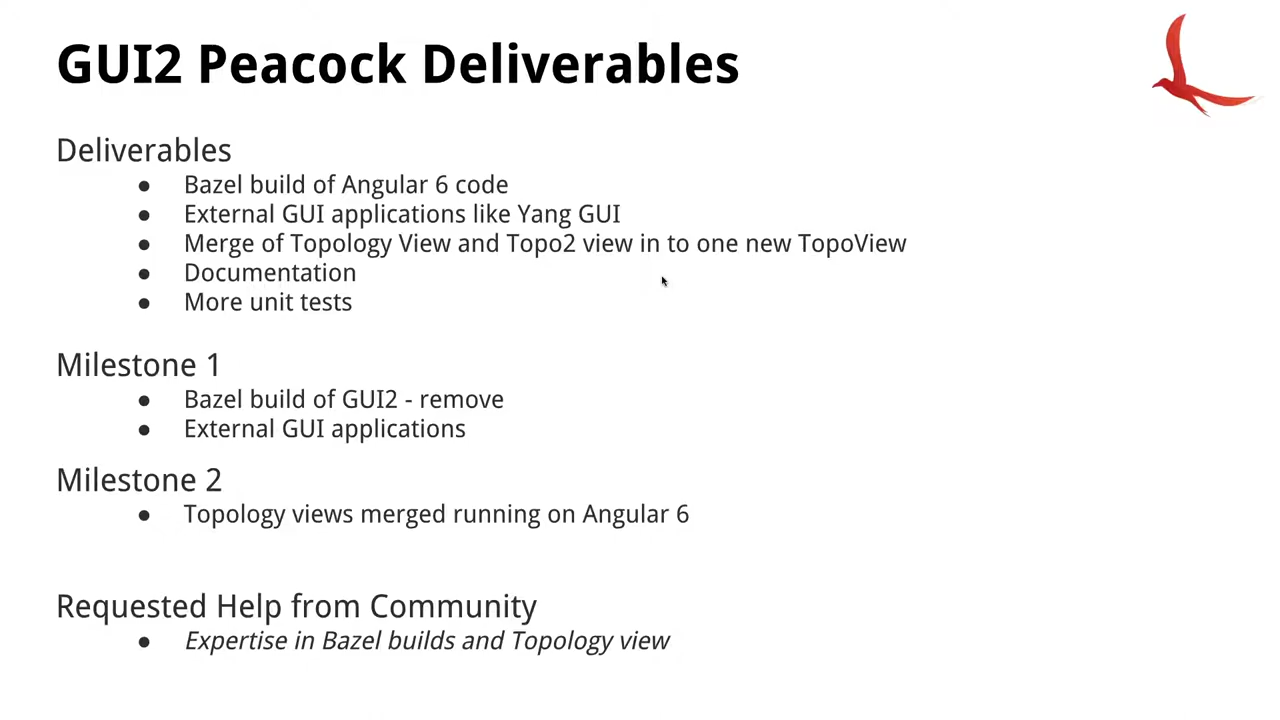 GUI2 Peacock Deliverables
Deliverables
● Bazel build of Angular 6 code
● External GUI applications like Yang GUI
● Merge of Topology View and Topo2 view in to one new TopoView
● Documentation
● More unit tests
Milestone 1
● Bazel build of GUI2 - remove
● External GUI applications
Milestone 2
● Topology views merged running on Angular 6
Requested Help from Community
● Expertise in Bazel builds and Topology view